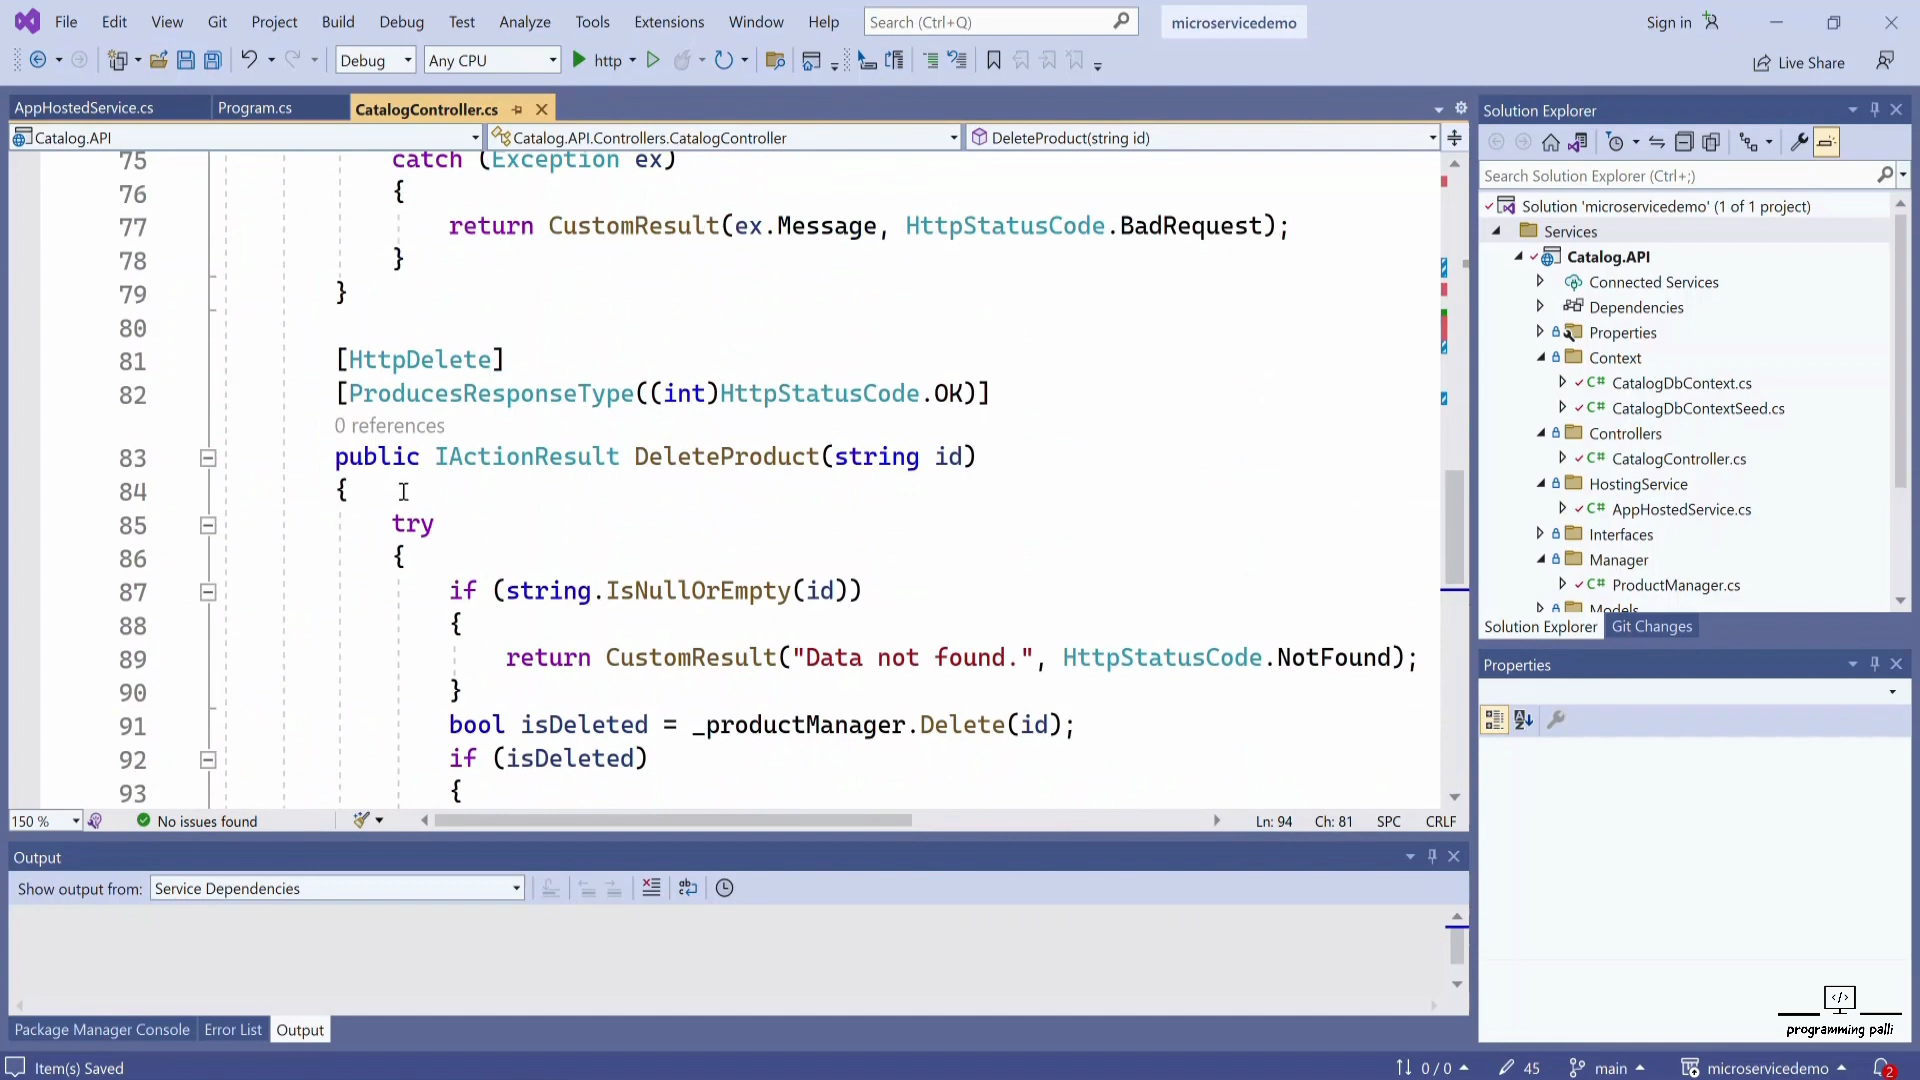 File Edit View Git Project Build Debug Test Analyze Tools Extensions Window Help Search (Ctrl+Q) microservicedemo Sign in
Debug Any CPU http Live Share
AppHostedService.cs Program.cs CatalogController.cs
Catalog.API Catalog.API.Controllers.CatalogController DeleteProduct(string id)
75 catch (Exception ex)
76 {
77 return CustomResult(ex.Message, HttpStatusCode.BadRequest);
78 }
79 }
80
81 [HttpDelete]
82 [ProducesResponseType((int)HttpStatusCode.OK)]
0 references
83 public IActionResult DeleteProduct(string id)
84 {
85 try
86 {
87 if (string.IsNullOrEmpty(id))
88 {
89 return CustomResult("Data not found.", HttpStatusCode.NotFound);
90 }
91 bool isDeleted = _productManager.Delete(id);
92 if (isDeleted)
93 {
150 % No issues found Ln: 94 Ch: 81 SPC CRLF
Output
Show output from: Service Dependencies
Package Manager Console Error List Output
Solution Explorer
Search Solution Explorer (Ctrl+;)
Solution 'microservicedemo' (1 of 1 project)
Services
Catalog.API
Connected Services
Dependencies
Properties
Context
C# CatalogDbContext.cs
C# CatalogDbContextSeed.cs
Controllers
C# CatalogController.cs
HostingService
C# AppHostedService.cs
Interfaces
Manager
C# ProductManager.cs
Models
Solution Explorer Git Changes
Properties
</> 
programming palli
Item(s) Saved 0 / 0 45 main microservicedemo 2